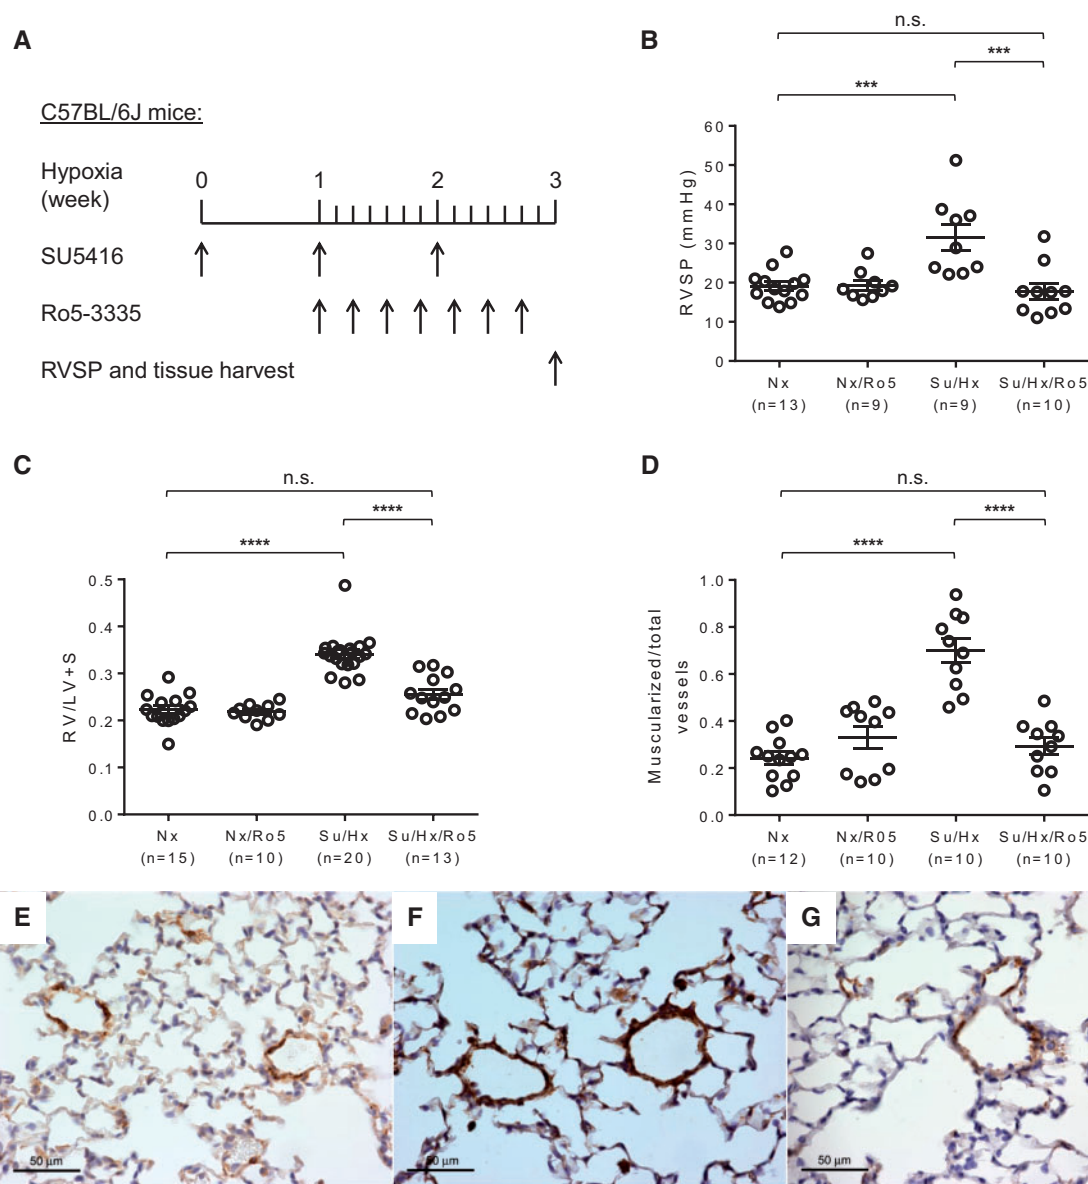 A
C57BL/6J mice:
Hypoxia
(week)
0 1 2 3
SU5416
Ro5-3335
RVSP and tissue harvest
B
n.s.
***
***
RVSP (mmHg)
60
50
40
30
20
10
0
Nx Nx/Ro5 Su/Hx Su/Hx/Ro5
(n=13) (n=9) (n=9) (n=10)
C
n.s.
****
****
RV/LV+S
0.5
0.4
0.3
0.2
0.1
0.0
Nx Nx/Ro5 Su/Hx Su/Hx/Ro5
(n=15) (n=10) (n=20) (n=13)
D
n.s.
****
****
Muscularized/total
vessels
1.0
0.8
0.6
0.4
0.2
0.0
Nx Nx/Ro5 Su/Hx Su/Hx/Ro5
(n=12) (n=10) (n=10) (n=10)
E
50 µm
F
50 µm
G
50 µm